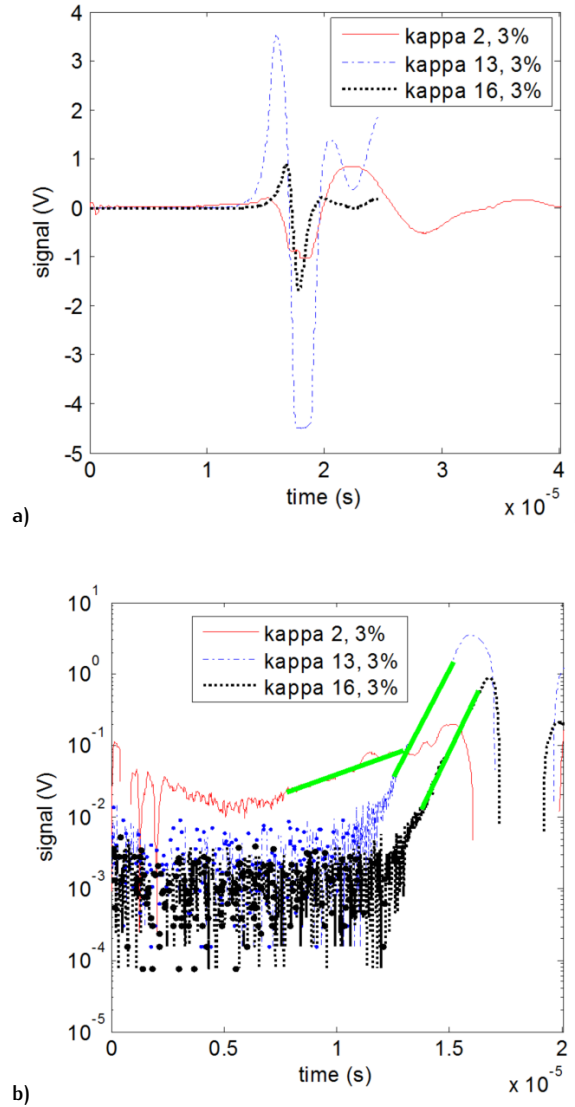 4
3
2
1
0
-1
-2
-3
-4
-5
signal (V)
kappa 2, 3%
kappa 13, 3%
kappa 16, 3%
0 1 2 3 4
time (s)
x 10^-5
a)
10^1
10^0
10^-1
10^-2
10^-3
10^-4
10^-5
signal (V)
kappa 2, 3%
kappa 13, 3%
kappa 16, 3%
0 0.5 1 1.5 2
time (s)
x 10^-5
b)